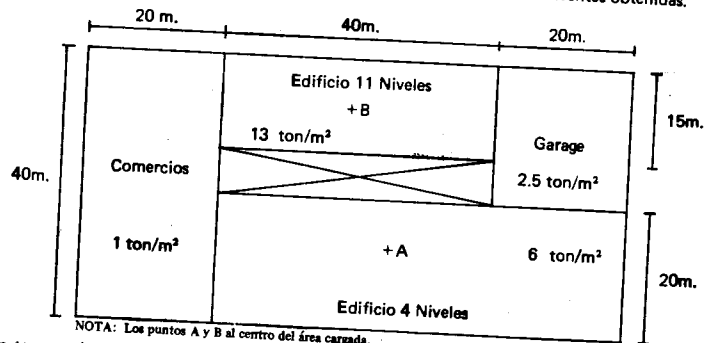 obtenidas.
20 m.
40m.
20m.
Edificio 11 Niveles
+B
13 ton/m²
15m.
Garage
2.5 ton/m²
Comercios
40m.
1 ton/m²
+A
6 ton/m²
20m.
Edificio 4 Niveles
NOTA: Los puntos A y B al centro del área cargada.